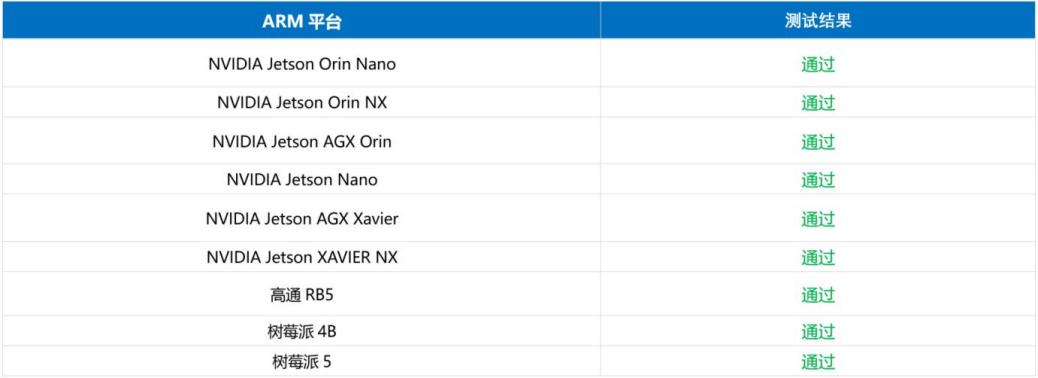 ARM 平台 测试结果
NVIDIA Jetson Orin Nano 通过
NVIDIA Jetson Orin NX 通过
NVIDIA Jetson AGX Orin 通过
NVIDIA Jetson Nano 通过
NVIDIA Jetson AGX Xavier 通过
NVIDIA Jetson XAVIER NX 通过
高通 RB5 通过
树莓派 4B 通过
树莓派 5 通过